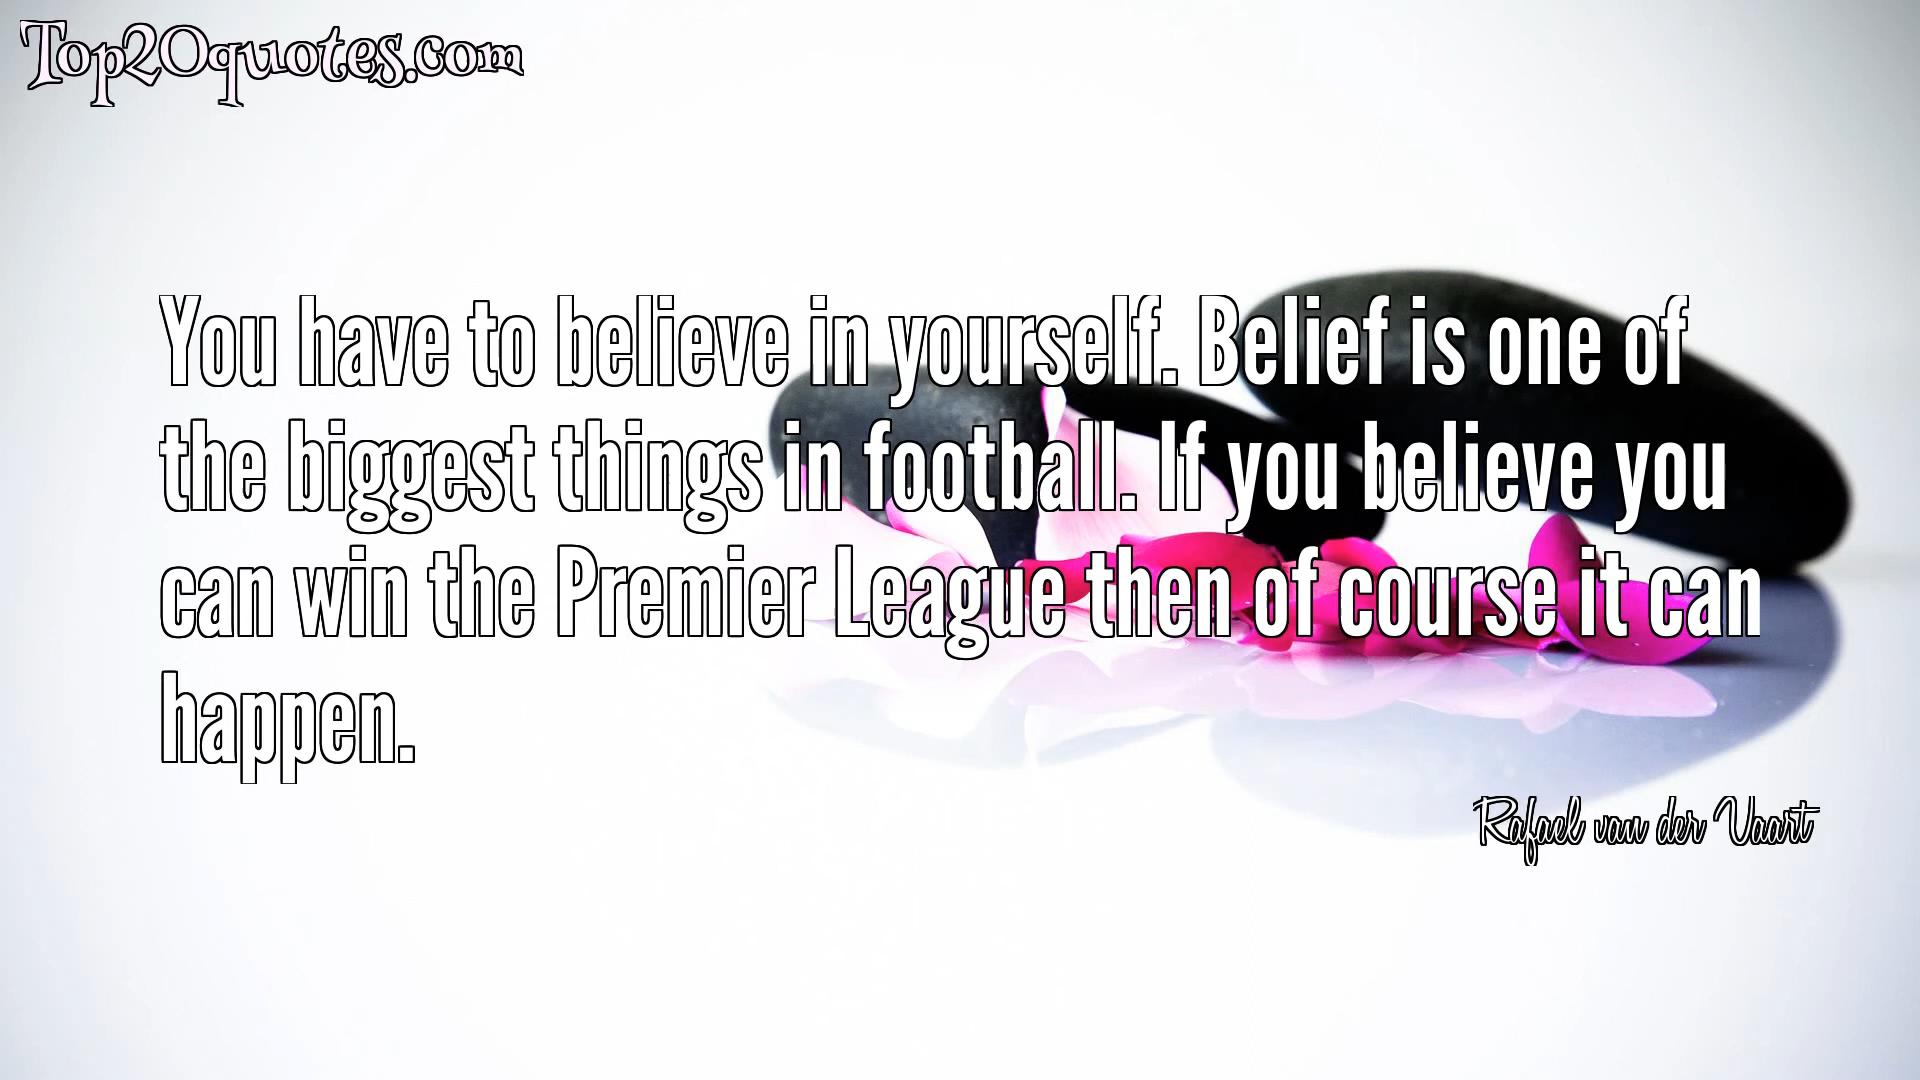 Top20quotes.com
You have to believe in yourself. Belief is one of
the biggest things in football. If you believe you
can win the Premier League then of course it can
happen.
Rafael van der Vaart